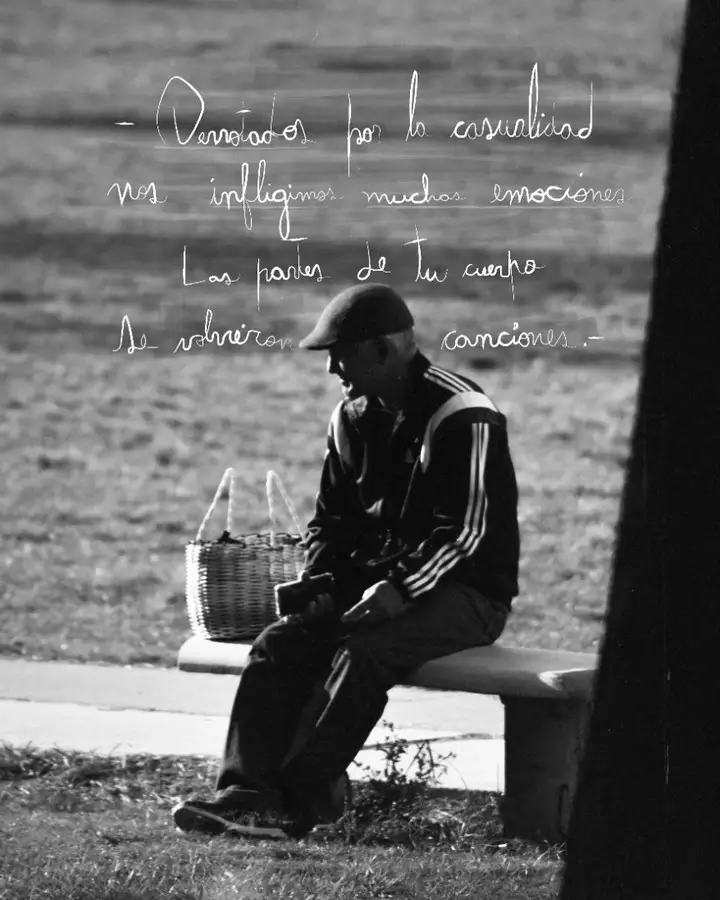 - Derrotados por la casualidad
nos infligimos muchas emociones
Las partes de tu cuerpo
Se volvieron canciones.-